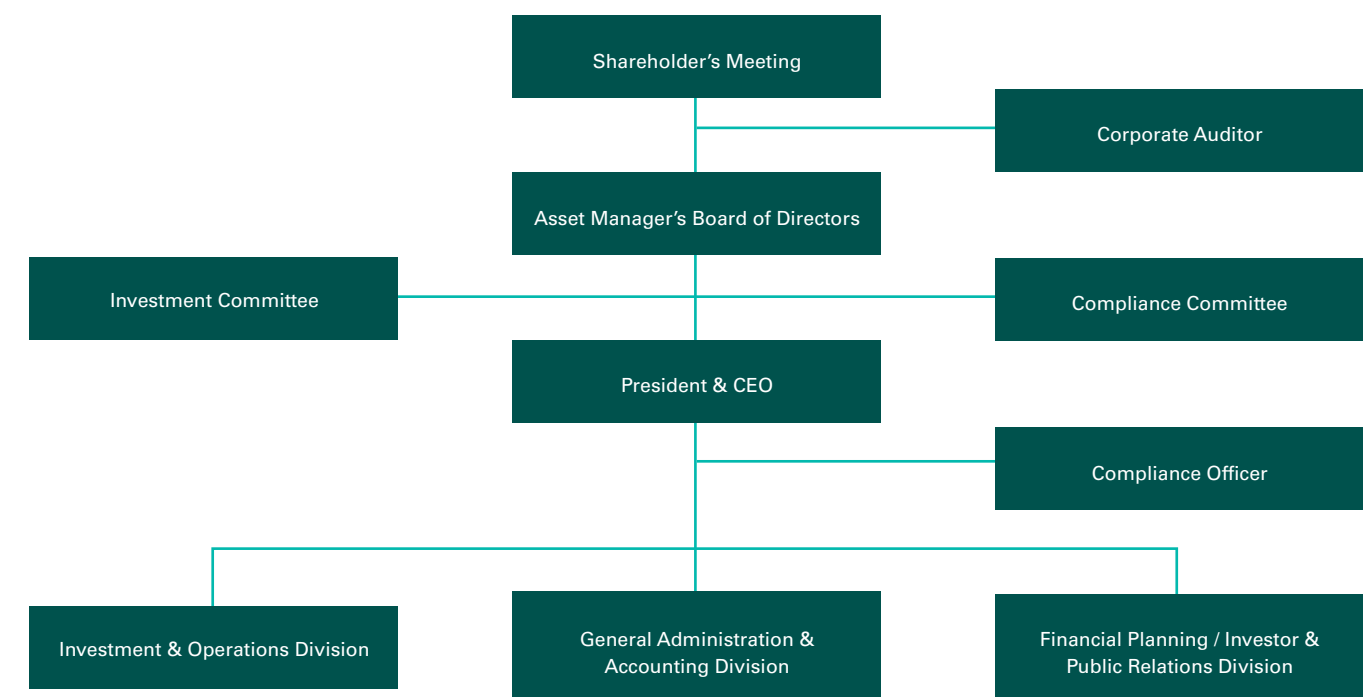 Shareholder’s Meeting
Corporate Auditor
Asset Manager’s Board of Directors
Investment Committee
Compliance Committee
President & CEO
Compliance Officer
Investment & Operations Division
General Administration &
Accounting Division
Financial Planning / Investor &
Public Relations Division